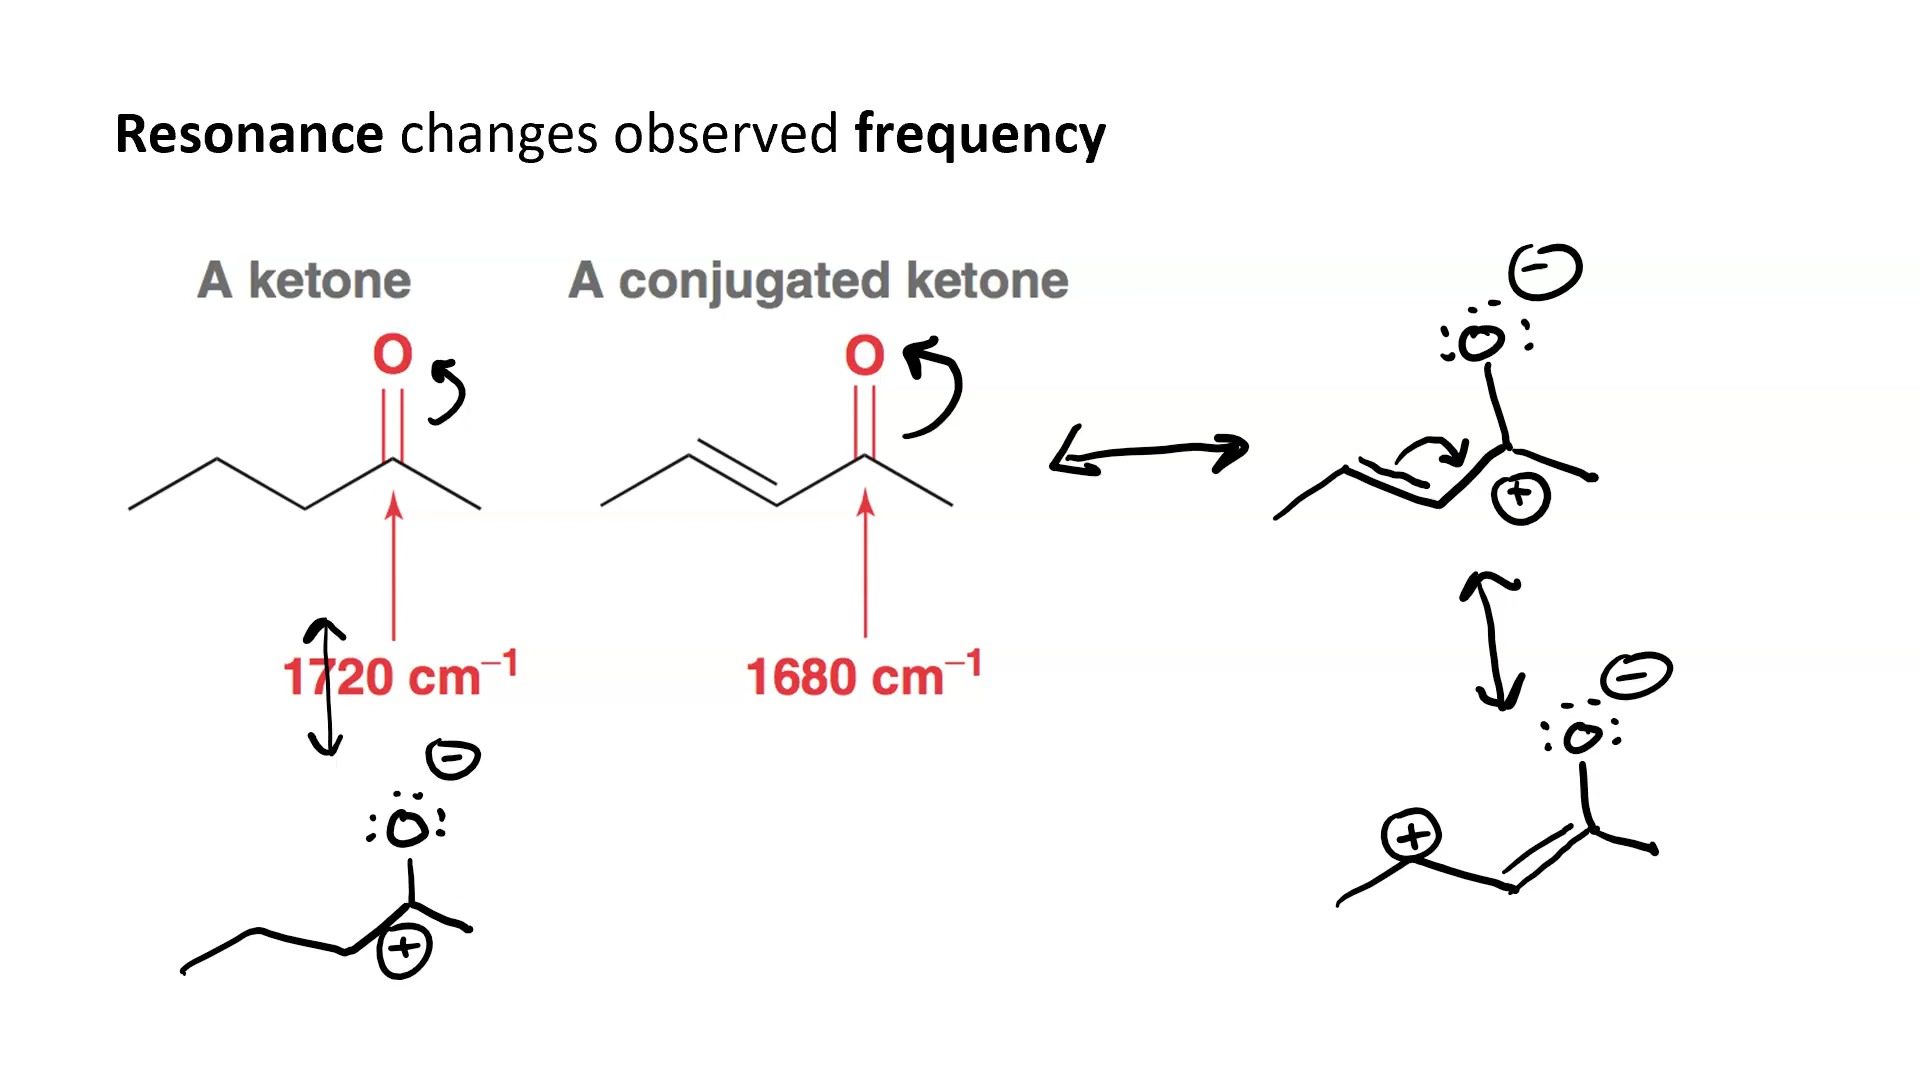 Resonance changes observed frequency
A ketone
A conjugated ketone
O
O
1720 cm⁻¹
1680 cm⁻¹
:Ö: ⊖
⊕
:Ö: ⊖
⊕
:Ö: ⊖
⊕